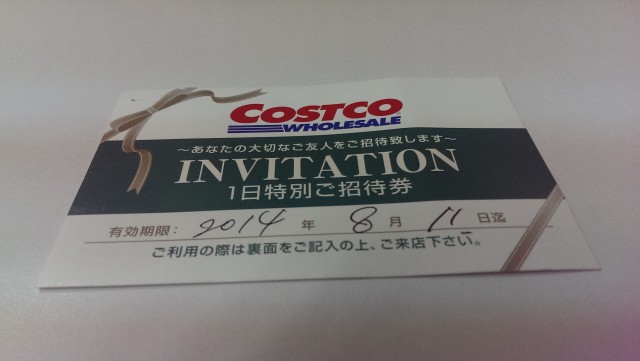 COSTCO
WHOLESALE
～あなたの大切なご友人をご招待致します～
INVITATION
1日特別ご招待券
有効期限： 2014 年 8 月 11 日迄
ご利用の際は裏面をご記入の上、ご来店下さい。